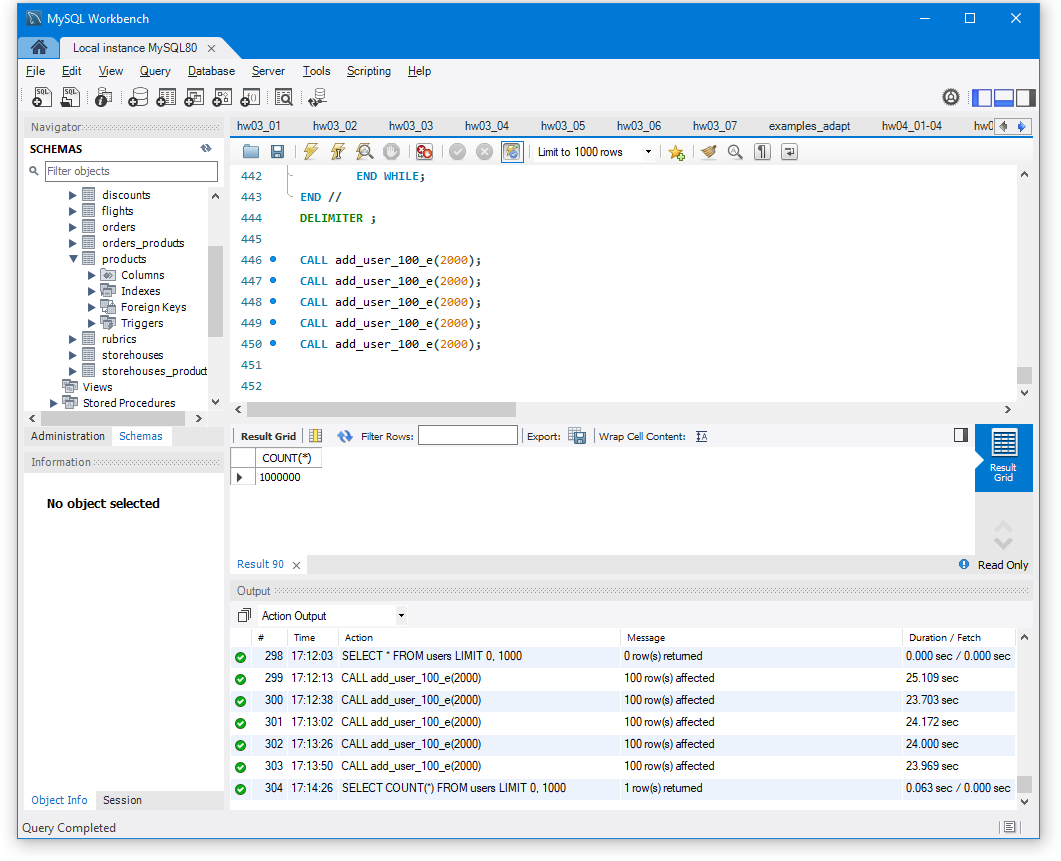 MySQL Workbench
Local instance MySQL80
File Edit View Query Database Server Tools Scripting Help
Navigator
SCHEMAS
Filter objects
discounts
flights
orders
orders_products
products
Columns
Indexes
Foreign Keys
Triggers
rubrics
storehouses
storehouses_product
Views
Stored Procedures
Administration Schemas
Information
No object selected
Object Info Session
hw03_01 hw03_02 hw03_03 hw03_04 hw03_05 hw03_06 hw03_07 examples_adapt hw04_01-04 hw0
Limit to 1000 rows
442 END WHILE;
443 END //
444 DELIMITER ;
445
446 CALL add_user_100_e(2000);
447 CALL add_user_100_e(2000);
448 CALL add_user_100_e(2000);
449 CALL add_user_100_e(2000);
450 CALL add_user_100_e(2000);
451
452
Result Grid Filter Rows: Export: Wrap Cell Content:
COUNT(*)
1000000
Result Grid
Result 90
Read Only
Output
Action Output
# Time Action Message Duration / Fetch
298 17:12:03 SELECT * FROM users LIMIT 0, 1000 0 row(s) returned 0.000 sec / 0.000 sec
299 17:12:13 CALL add_user_100_e(2000) 100 row(s) affected 25.109 sec
300 17:12:38 CALL add_user_100_e(2000) 100 row(s) affected 23.703 sec
301 17:13:02 CALL add_user_100_e(2000) 100 row(s) affected 24.172 sec
302 17:13:26 CALL add_user_100_e(2000) 100 row(s) affected 24.000 sec
303 17:13:50 CALL add_user_100_e(2000) 100 row(s) affected 23.969 sec
304 17:14:26 SELECT COUNT(*) FROM users LIMIT 0, 1000 1 row(s) returned 0.063 sec / 0.000 sec
Query Completed